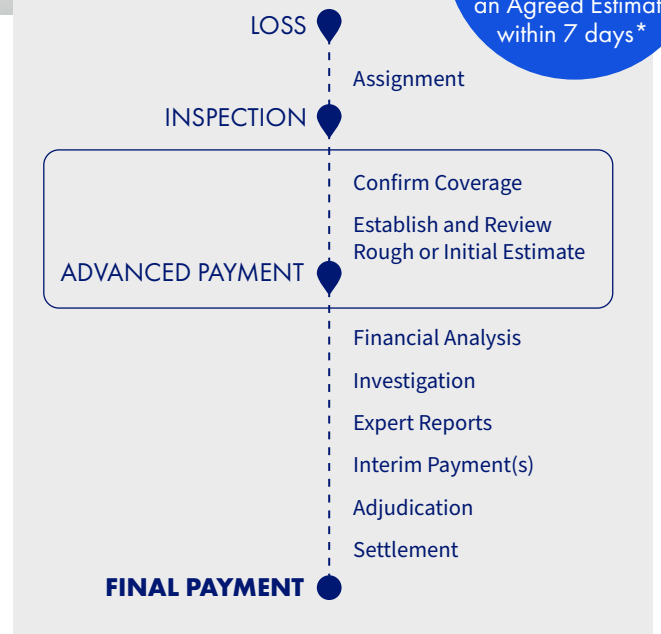 an Agreed Estimat
within 7 days*
LOSS
Assignment
INSPECTION
Confirm Coverage
Establish and Review
Rough or Initial Estimate
ADVANCED PAYMENT
Financial Analysis
Investigation
Expert Reports
Interim Payment(s)
Adjudication
Settlement
FINAL PAYMENT